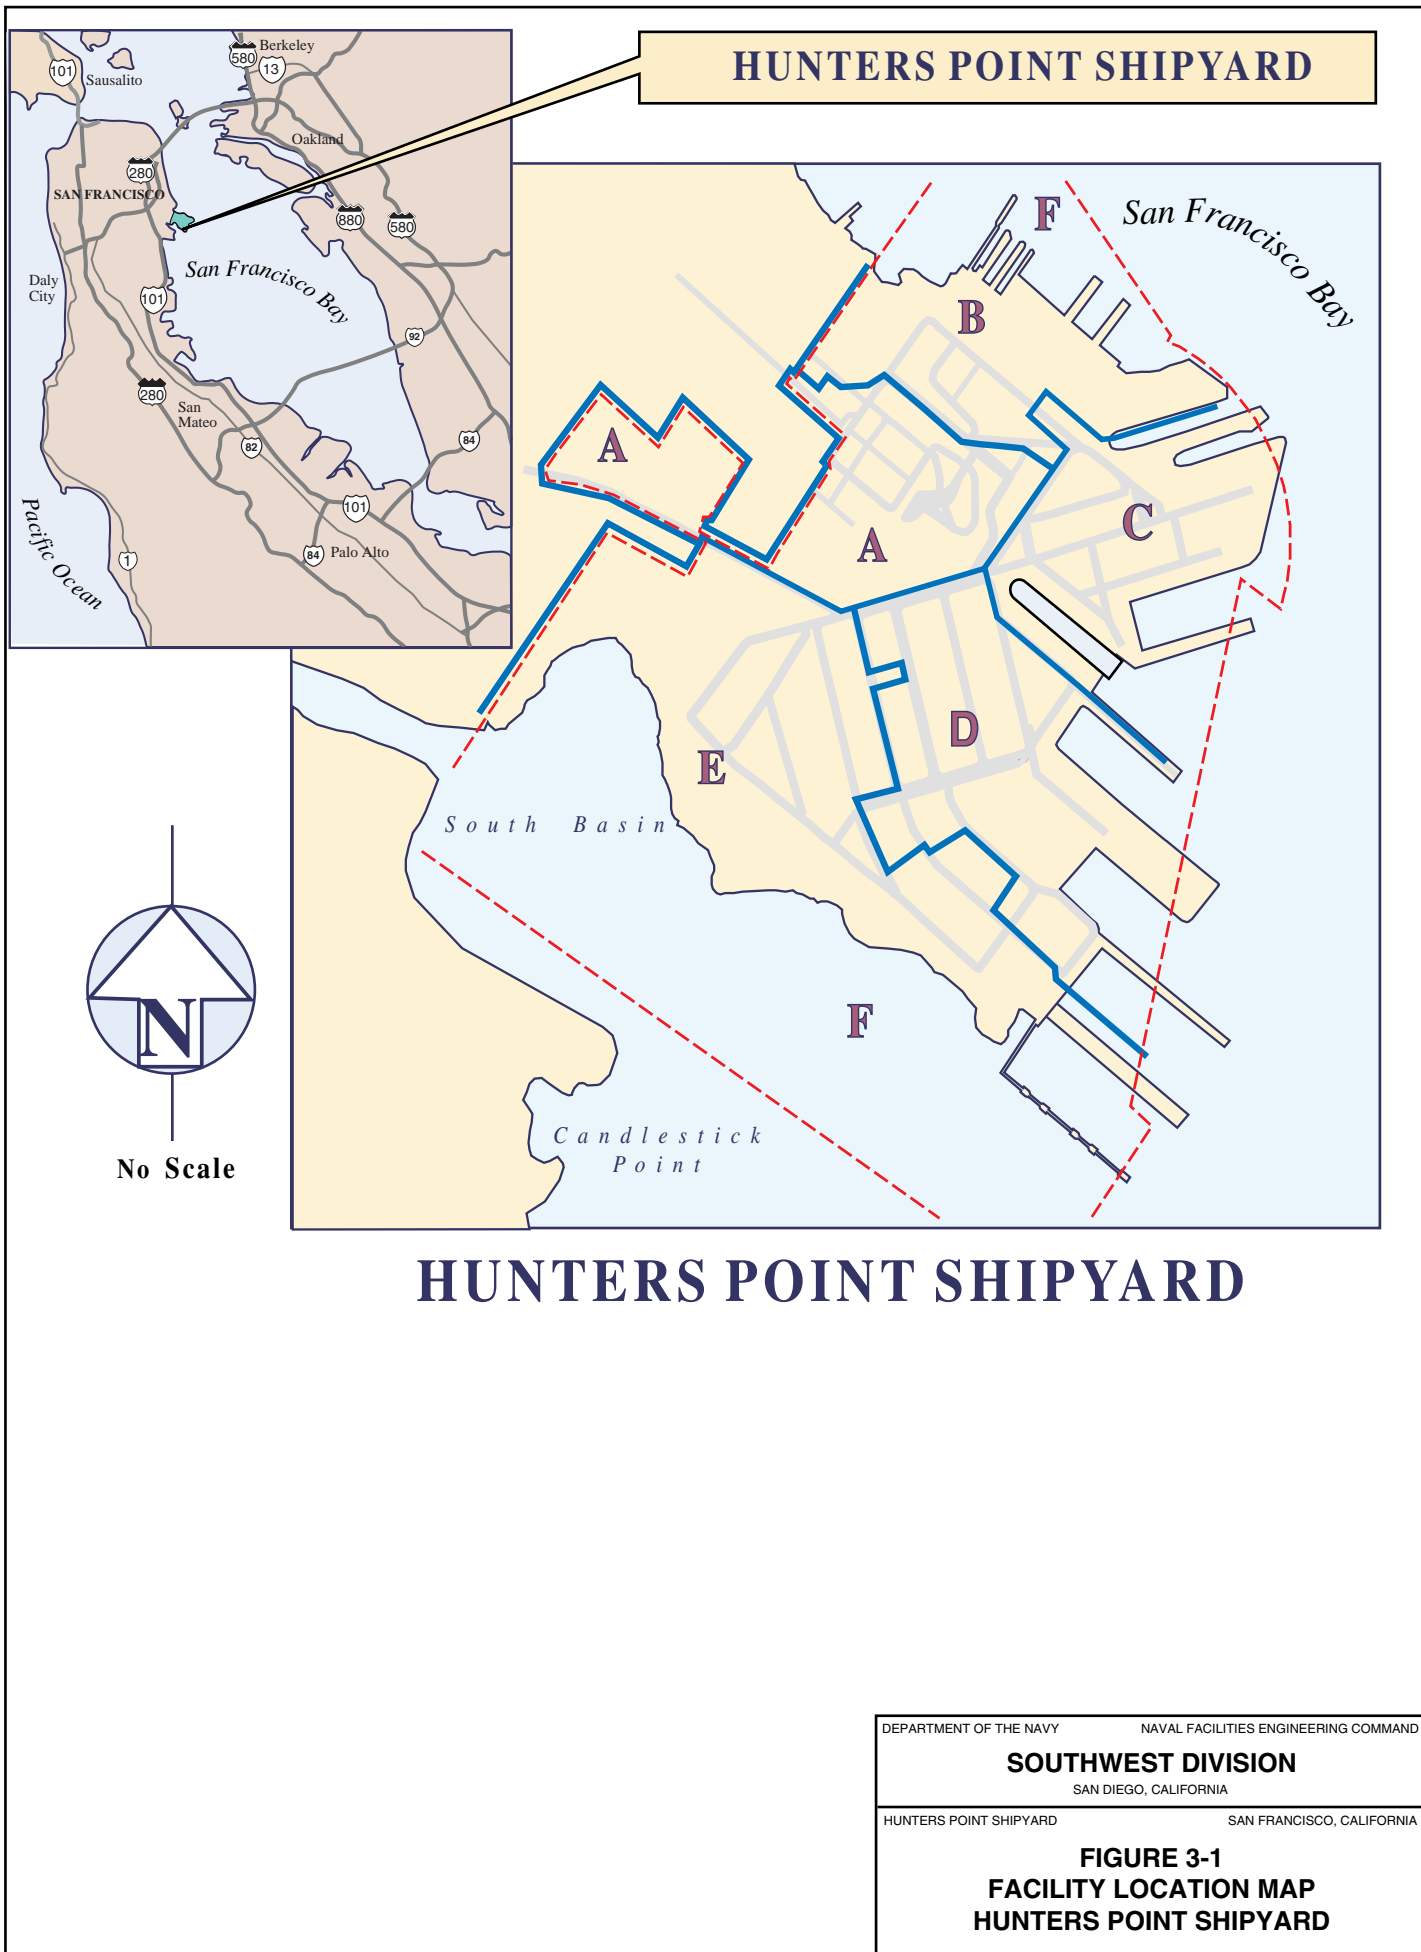 HUNTERS POINT SHIPYARD
580
Berkeley
13
101
Sausalito
Oakland
280
SAN FRANCISCO
880
580
San Francisco Bay
Daly
City
101
92
280
San
Mateo
82
84
101
Pacific Ocean
84
Palo Alto
1
F
San Francisco Bay
B
A
C
A
D
E
South Basin
F
N
Candlestick
Point
No Scale
HUNTERS POINT SHIPYARD
DEPARTMENT OF THE NAVY NAVAL FACILITIES ENGINEERING COMMAND
SOUTHWEST DIVISION
SAN DIEGO, CALIFORNIA
HUNTERS POINT SHIPYARD SAN FRANCISCO, CALIFORNIA
FIGURE 3-1
FACILITY LOCATION MAP
HUNTERS POINT SHIPYARD